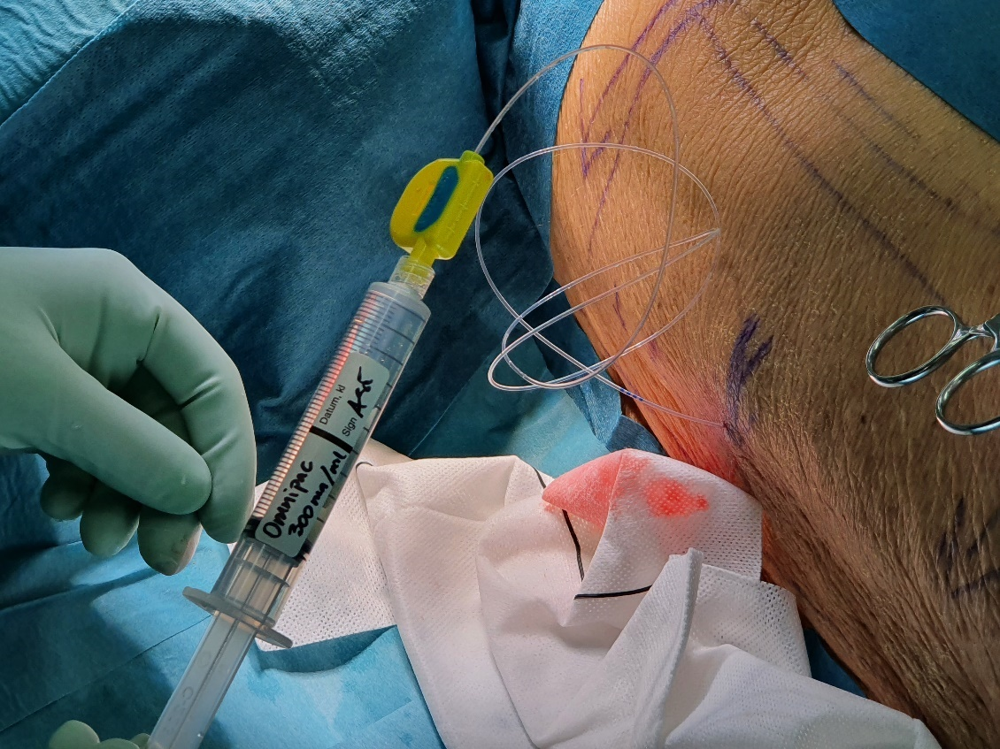 Datum, kl
Sign
Omnipac
300 mg/ml